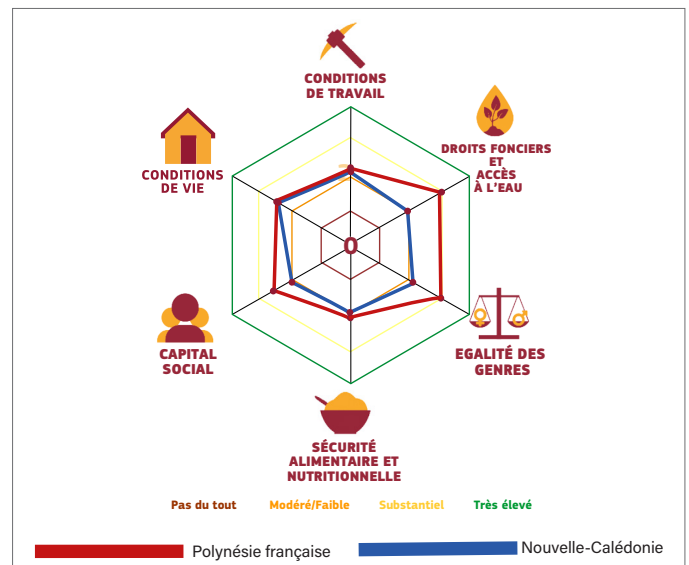 CONDITIONS
DE TRAVAIL
DROITS FONCIERS
ET
ACCÈS
À L'EAU
CONDITIONS
DE VIE
0
CAPITAL
SOCIAL
EGALITÉ DES
GENRES
SÉCURITÉ
ALIMENTAIRE ET
NUTRITIONNELLE
Pas du tout Modéré/Faible Substantiel Très élevé
Polynésie française Nouvelle-Calédonie